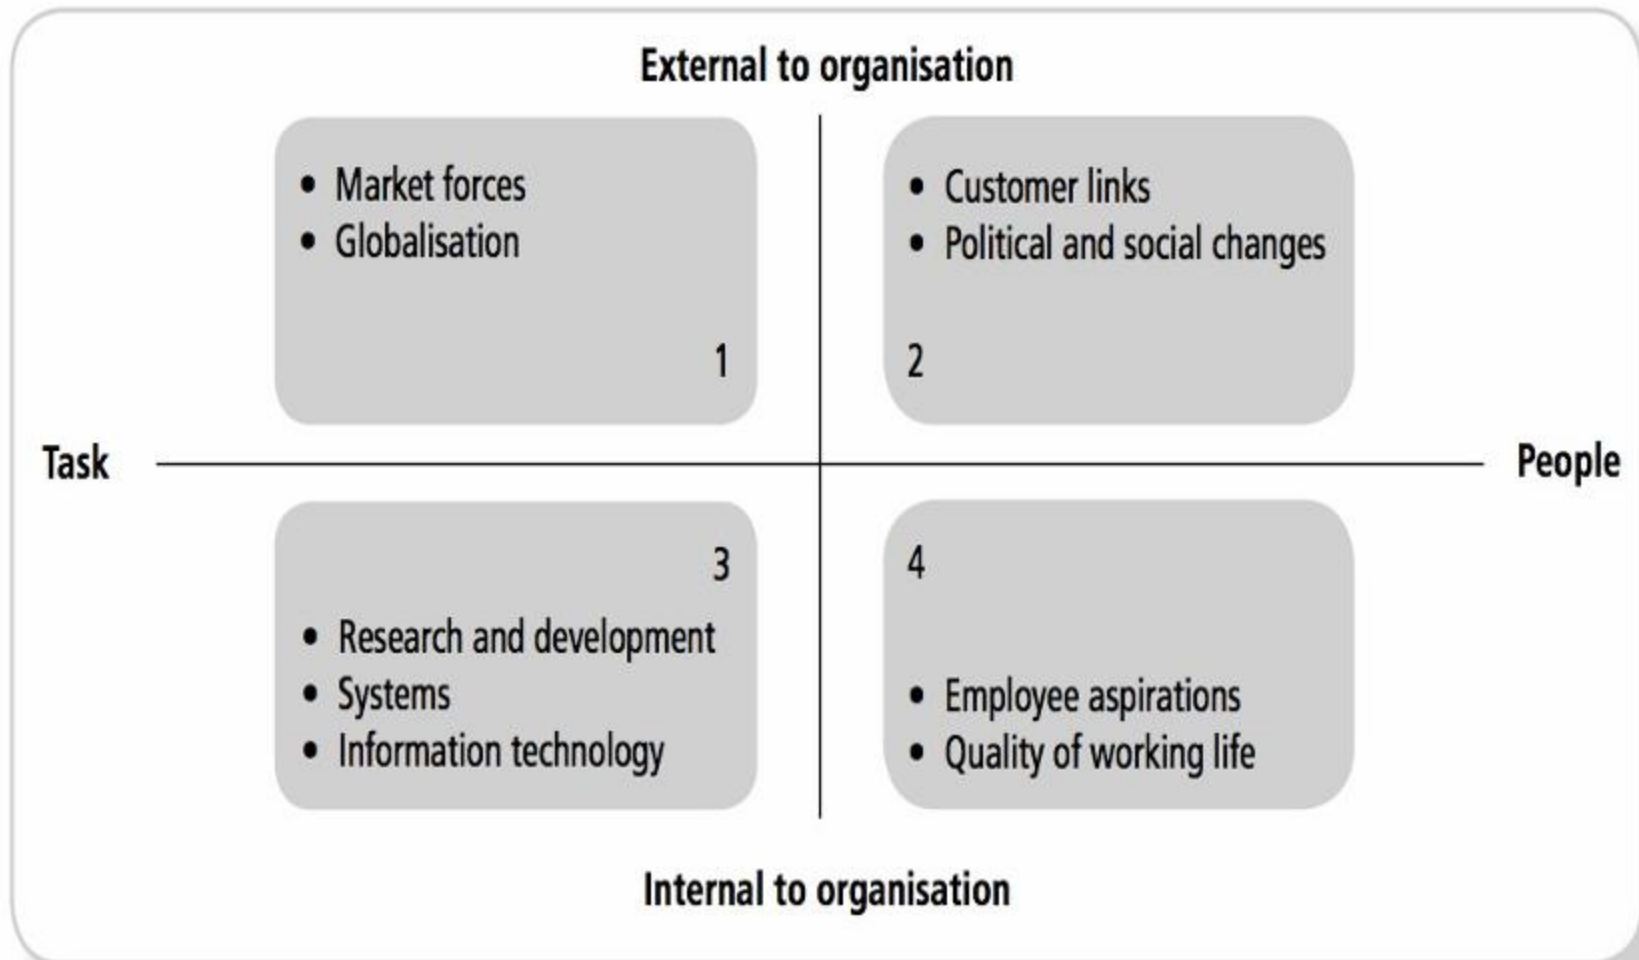 External to organisation
• Market forces
• Globalisation
1
• Customer links
• Political and social changes
2
Task
People
3
• Research and development
• Systems
• Information technology
4
• Employee aspirations
• Quality of working life
Internal to organisation